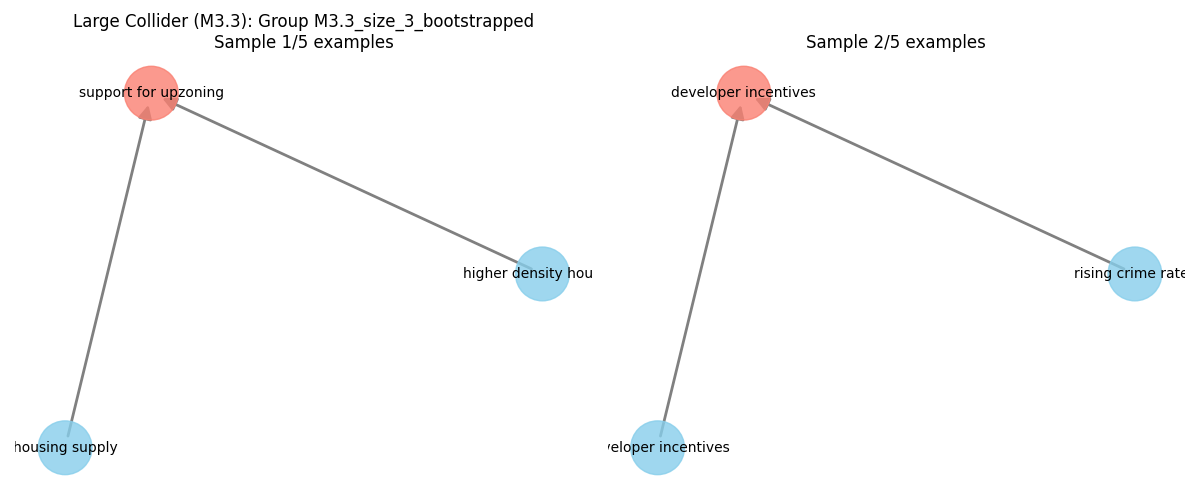 Large Collider (M3.3): Group M3.3_size_3_bootstrapped
Sample 1/5 examples
support for upzoning
higher density hou
housing supply
Sample 2/5 examples
developer incentives
rising crime rate
veloper incentives